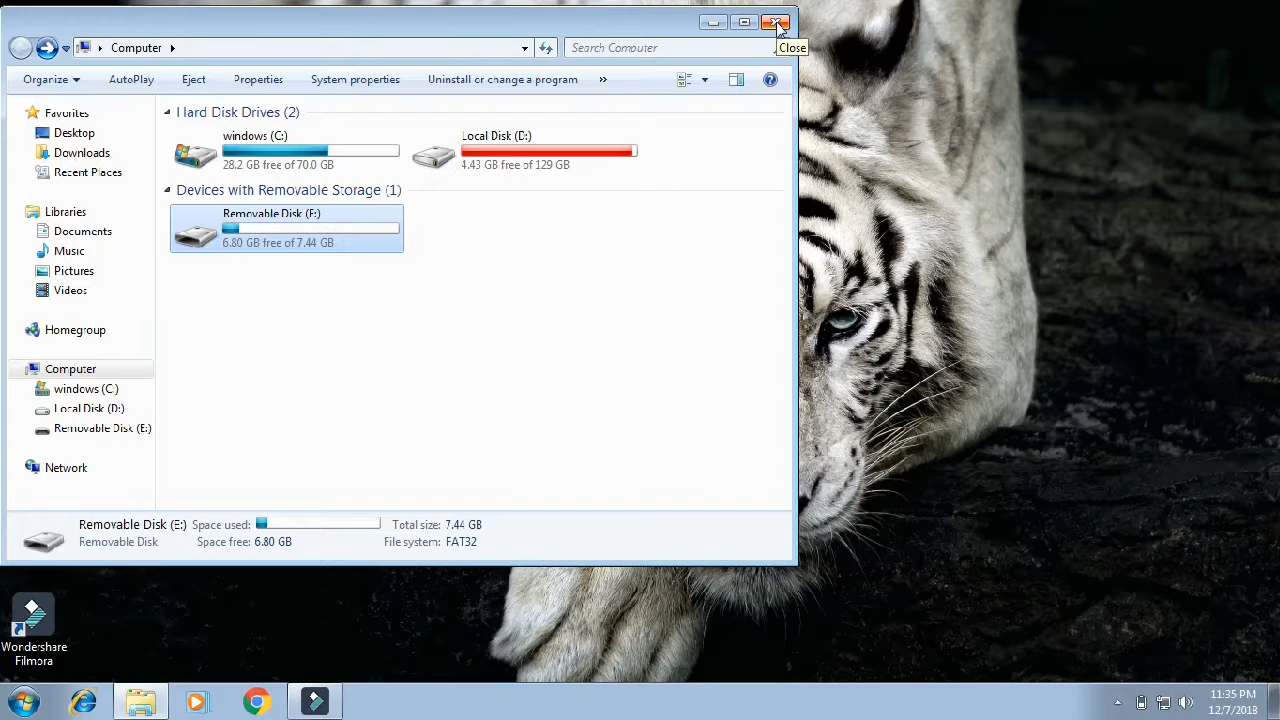 Close
Computer
Search Computer
Organize
AutoPlay
Eject
Properties
System properties
Uninstall or change a program
»
Favorites
Desktop
Downloads
Recent Places
Libraries
Documents
Music
Pictures
Videos
Homegroup
Computer
windows (C:)
Local Disk (D:)
Removable Disk (E:)
Network
Hard Disk Drives (2)
windows (C:)
28.2 GB free of 70.0 GB
Local Disk (D:)
4.43 GB free of 129 GB
Devices with Removable Storage (1)
Removable Disk (E:)
6.80 GB free of 7.44 GB
Removable Disk (E:) Space used: Total size: 7.44 GB
Removable Disk Space free: 6.80 GB File system: FAT32
Wondershare
Filmora
11:35 PM
12/7/2018